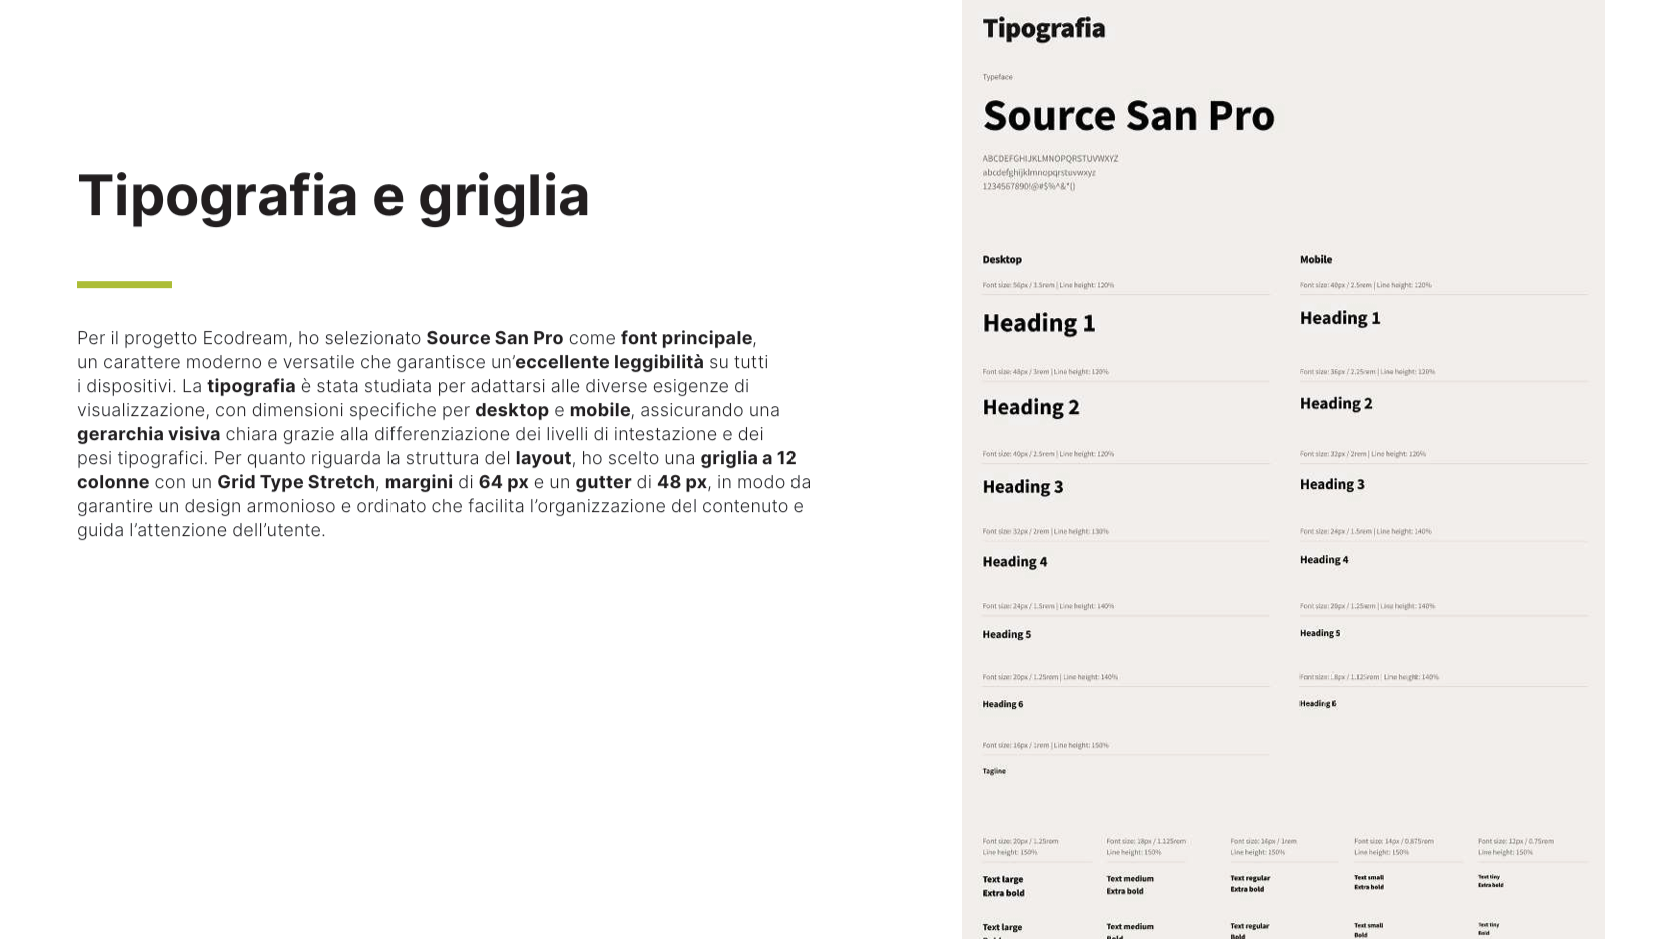 Tipografia e griglia
Per il progetto Ecodream, ho selezionato Source San Pro come font principale,
un carattere moderno e versatile che garantisce un’eccellente leggibilità su tutti
i dispositivi. La tipografia è stata studiata per adattarsi alle diverse esigenze di
visualizzazione, con dimensioni specifiche per desktop e mobile, assicurando una
gerarchia visiva chiara grazie alla differenziazione dei livelli di intestazione e dei
pesi tipografici. Per quanto riguarda la struttura del layout, ho scelto una griglia a 12
colonne con un Grid Type Stretch, margini di 64 px e un gutter di 48 px, in modo da
garantire un design armonioso e ordinato che facilita l’organizzazione del contenuto e
guida l’attenzione dell’utente.
Tipografia
Typeface
Source San Pro
ABCDEFGHIJKLMNOPQRSTUVWXYZ
abcdefghijklmnopqrstuvwxyz
1234567890!@#$%^&*()
Desktop
Font size: 56px / 3.5rem | Line height: 120%
Heading 1
Font size: 48px / 3rem | Line height: 120%
Heading 2
Font size: 40px / 2.5rem | Line height: 120%
Heading 3
Font size: 32px / 2rem | Line height: 130%
Heading 4
Font size: 24px / 1.5rem | Line height: 140%
Heading 5
Font size: 20px / 1.25rem | Line height: 140%
Heading 6
Font size: 16px / 1rem | Line height: 150%
Tagline
Mobile
Font size: 40px / 2.5rem | Line height: 120%
Heading 1
Font size: 36px / 2.25rem | Line height: 120%
Heading 2
Font size: 32px / 2rem | Line height: 120%
Heading 3
Font size: 24px / 1.5rem | Line height: 140%
Heading 4
Font size: 20px / 1.25rem | Line height: 140%
Heading 5
Font size: 18px / 1.125rem | Line height: 140%
Heading 6
Font size: 20px / 1.25rem
Line height: 150%
Text large
Extra bold
Text large
Bold
Font size: 18px / 1.125rem
Line height: 150%
Text medium
Extra bold
Text medium
Bold
Font size: 16px / 1rem
Line height: 150%
Text regular
Extra bold
Text regular
Bold
Font size: 14px / 0.875rem
Line height: 150%
Text small
Extra bold
Text small
Bold
Font size: 12px / 0.75rem
Line height: 150%
Text tiny
Extra bold
Text tiny
Bold